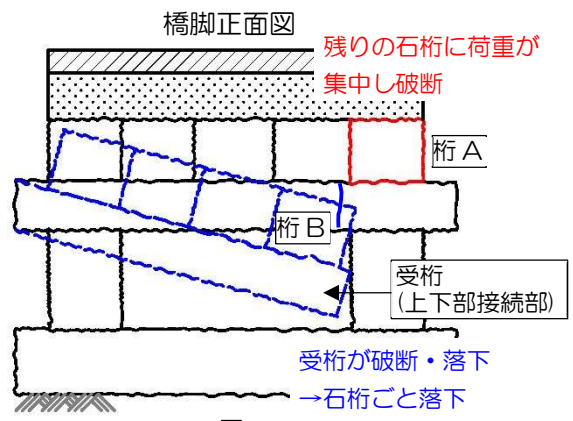 橋脚正面図
残りの石桁に荷重が
集中し破断
桁A
桁B
受桁
(上下部接続部)
受桁が破断・落下
→石桁ごと落下